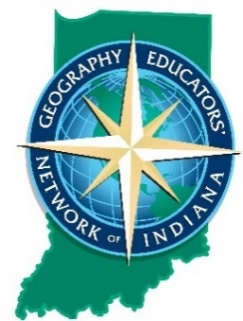 GEOGRAPHY EDUCATORS'
NETWORK OF INDIANA